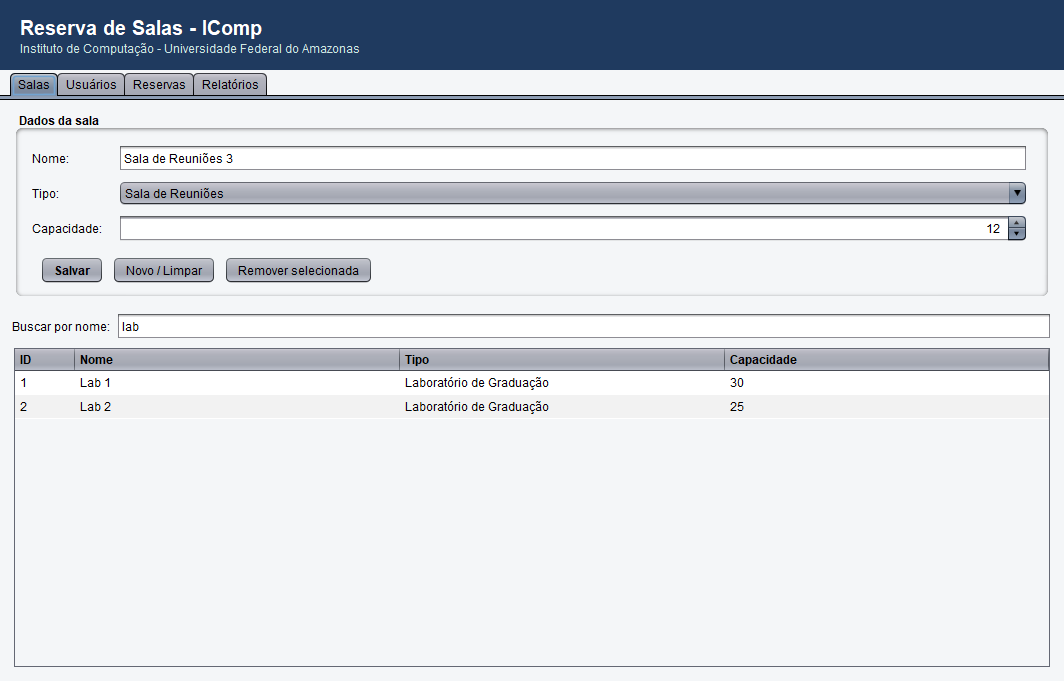 Reserva de Salas - IComp
Instituto de Computação - Universidade Federal do Amazonas
Salas Usuários Reservas Relatórios
Dados da sala
Nome: Sala de Reuniões 3
Tipo: Sala de Reuniões
Capacidade: 12
Salvar Novo / Limpar Remover selecionada
Buscar por nome: lab
ID Nome Tipo Capacidade
1 Lab 1 Laboratório de Graduação 30
2 Lab 2 Laboratório de Graduação 25